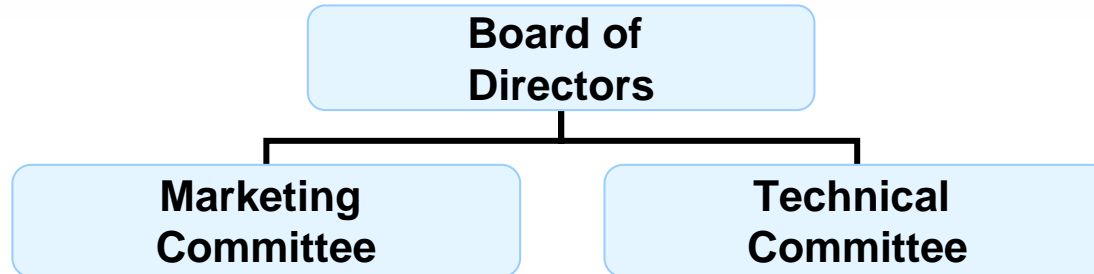 Board of
Directors
Marketing
Committee
Technical
Committee